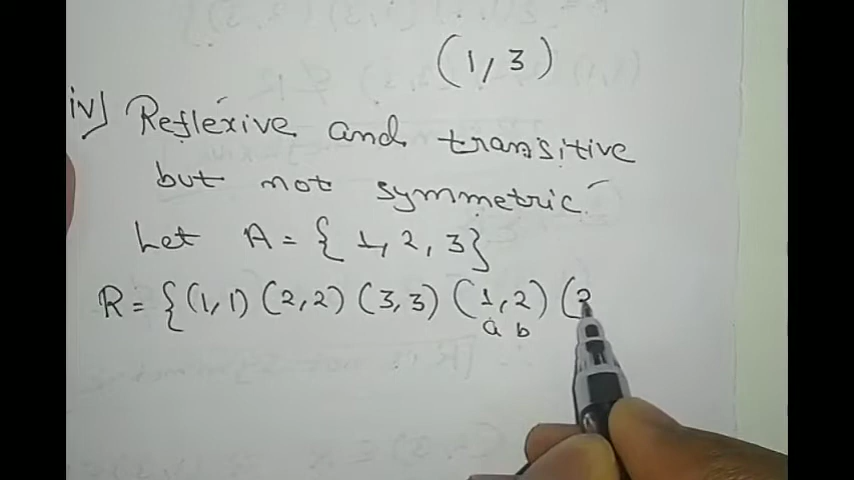 (1,3)
iv) Reflexive and transitive
but not symmetric.
Let A = { 1, 2, 3}
R = {(1,1) (2,2) (3,3) (1,2) (2
a b